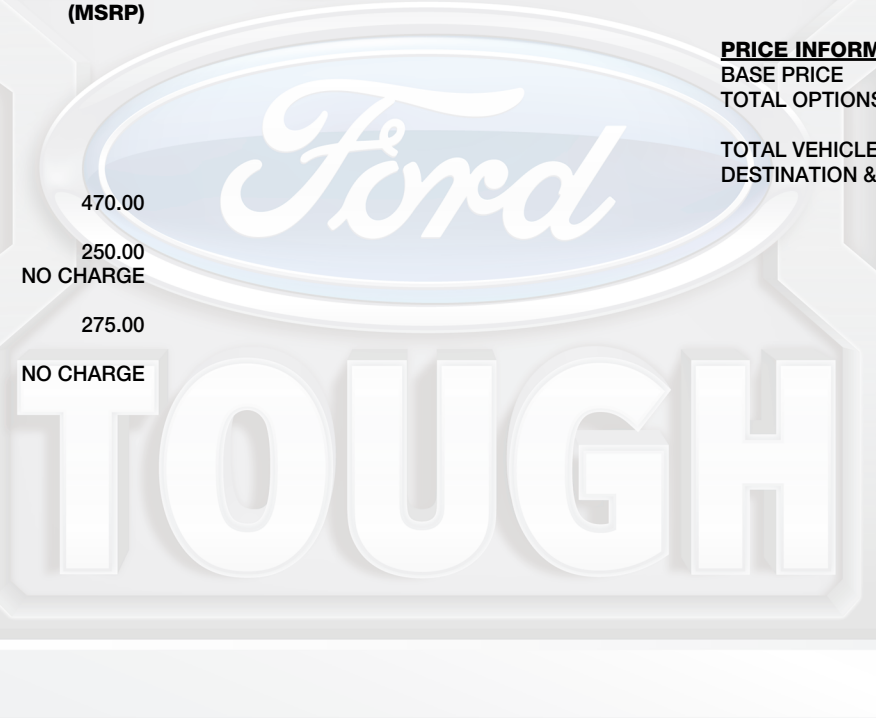 (MSRP)
470.00
250.00
NO CHARGE
275.00
NO CHARGE
PRICE INFORM
BASE PRICE
TOTAL OPTIONS
TOTAL VEHICLE
DESTINATION &
Ford
TOUGH